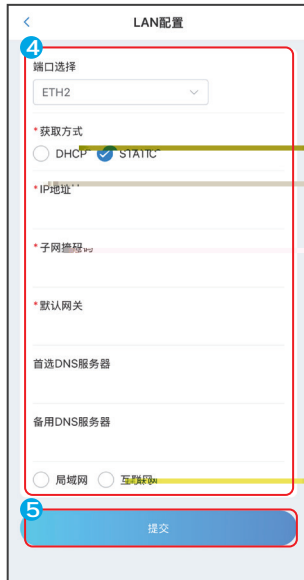 LAN配置
4
端口选择
ETH2
*获取方式
DHCP STATIC
*IP地址
*子网掩码
*默认网关
首选DNS服务器
备用DNS服务器
局域网 互联网
5
提交